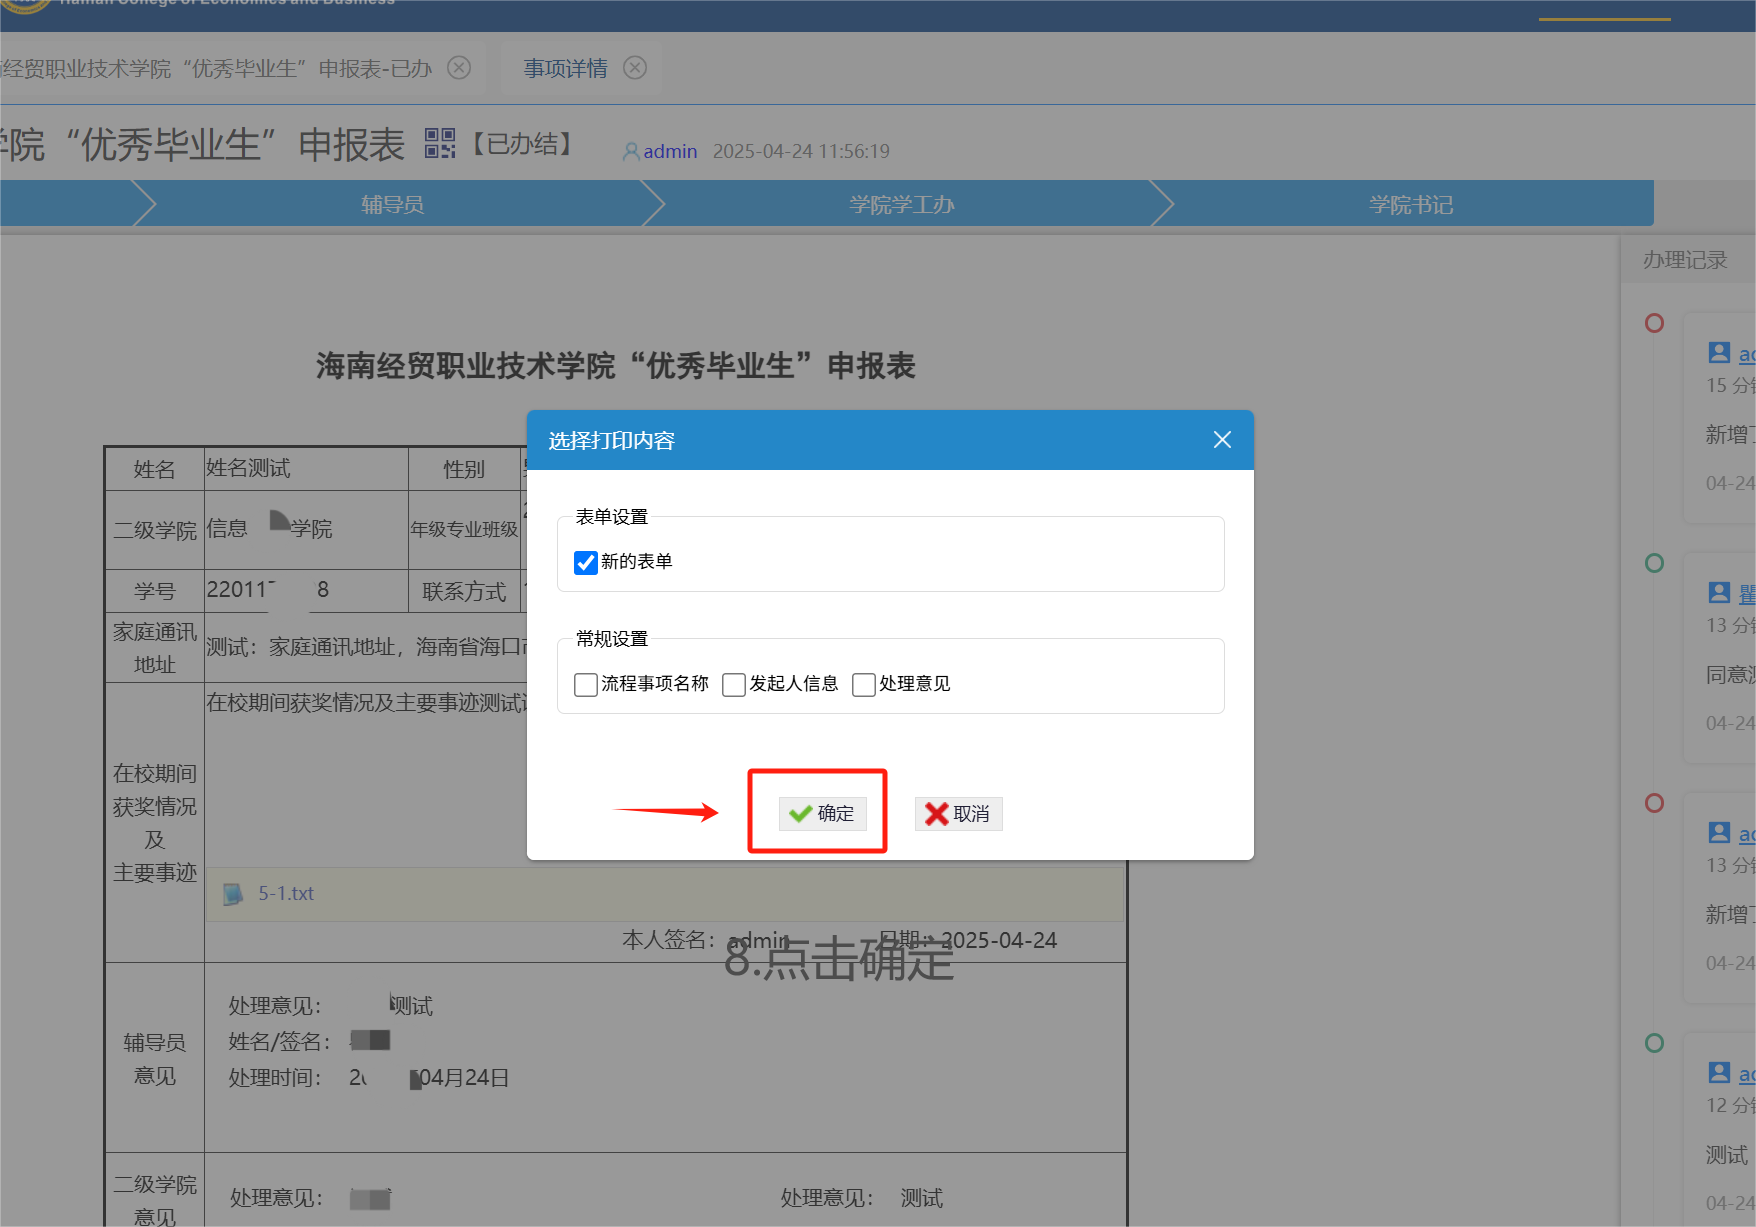 Hainan College of Economics and Business
经贸职业技术学院“优秀毕业生”申报表-已办
事项详情
学院“优秀毕业生”申报表
【已办结】
admin 2025-04-24 11:56:19
辅导员
学院学工办
学院书记
办理记录
海南经贸职业技术学院“优秀毕业生”申报表
选择打印内容
表单设置
新的表单
常规设置
流程事项名称 发起人信息 处理意见
确定 取消
姓名 姓名测试 性别
二级学院 信息 学院 年级专业班级
学号 22011 8 联系方式
家庭通讯
地址
测试：家庭通讯地址，海南省海口
在校期间获奖情况及主要事迹测试
在校期间
获奖情况
及
主要事迹
5-1.txt
本人签名：admin 日期：2025-04-24
8.点击确定
辅导员
意见
处理意见： 测试
姓名/签名：
处理时间： 2 04月24日
二级学院
意见
处理意见： 处理意见： 测试
15 分
新增
04-24
13 分
同意
04-24
13 分
新增
04-24
12 分
测试
04-24